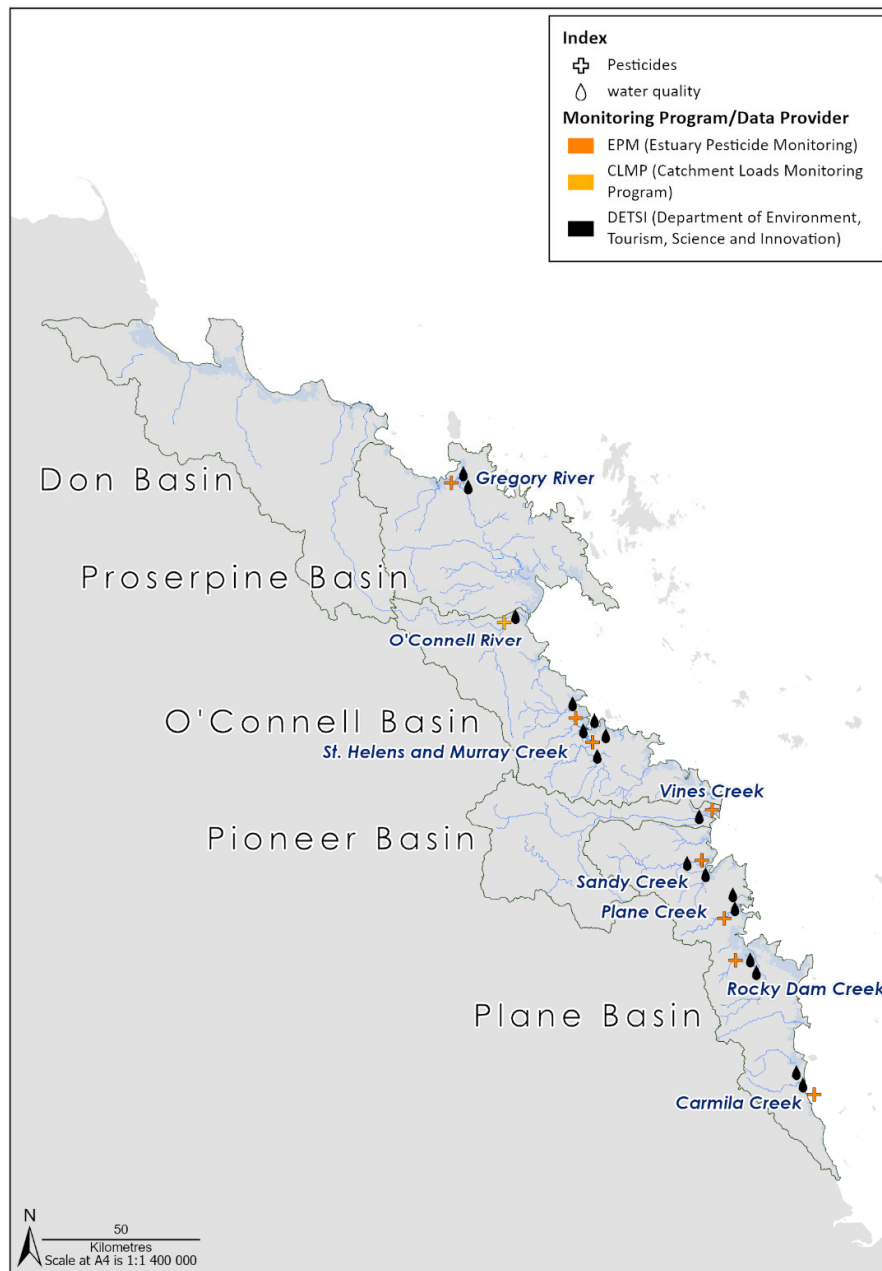 Index
Pesticides
water quality
Monitoring Program/Data Provider
EPM (Estuary Pesticide Monitoring)
CLMP (Catchment Loads Monitoring
Program)
DETSI (Department of Environment,
Tourism, Science and Innovation)
Don Basin
Gregory River
Proserpine Basin
O'Connell River
O'Connell Basin
St. Helens and Murray Creek
Vines Creek
Pioneer Basin
Sandy Creek
Plane Creek
Rocky Dam Creek
Plane Basin
Carmila Creek
N
50
Kilometres
Scale at A4 is 1:1 400 000